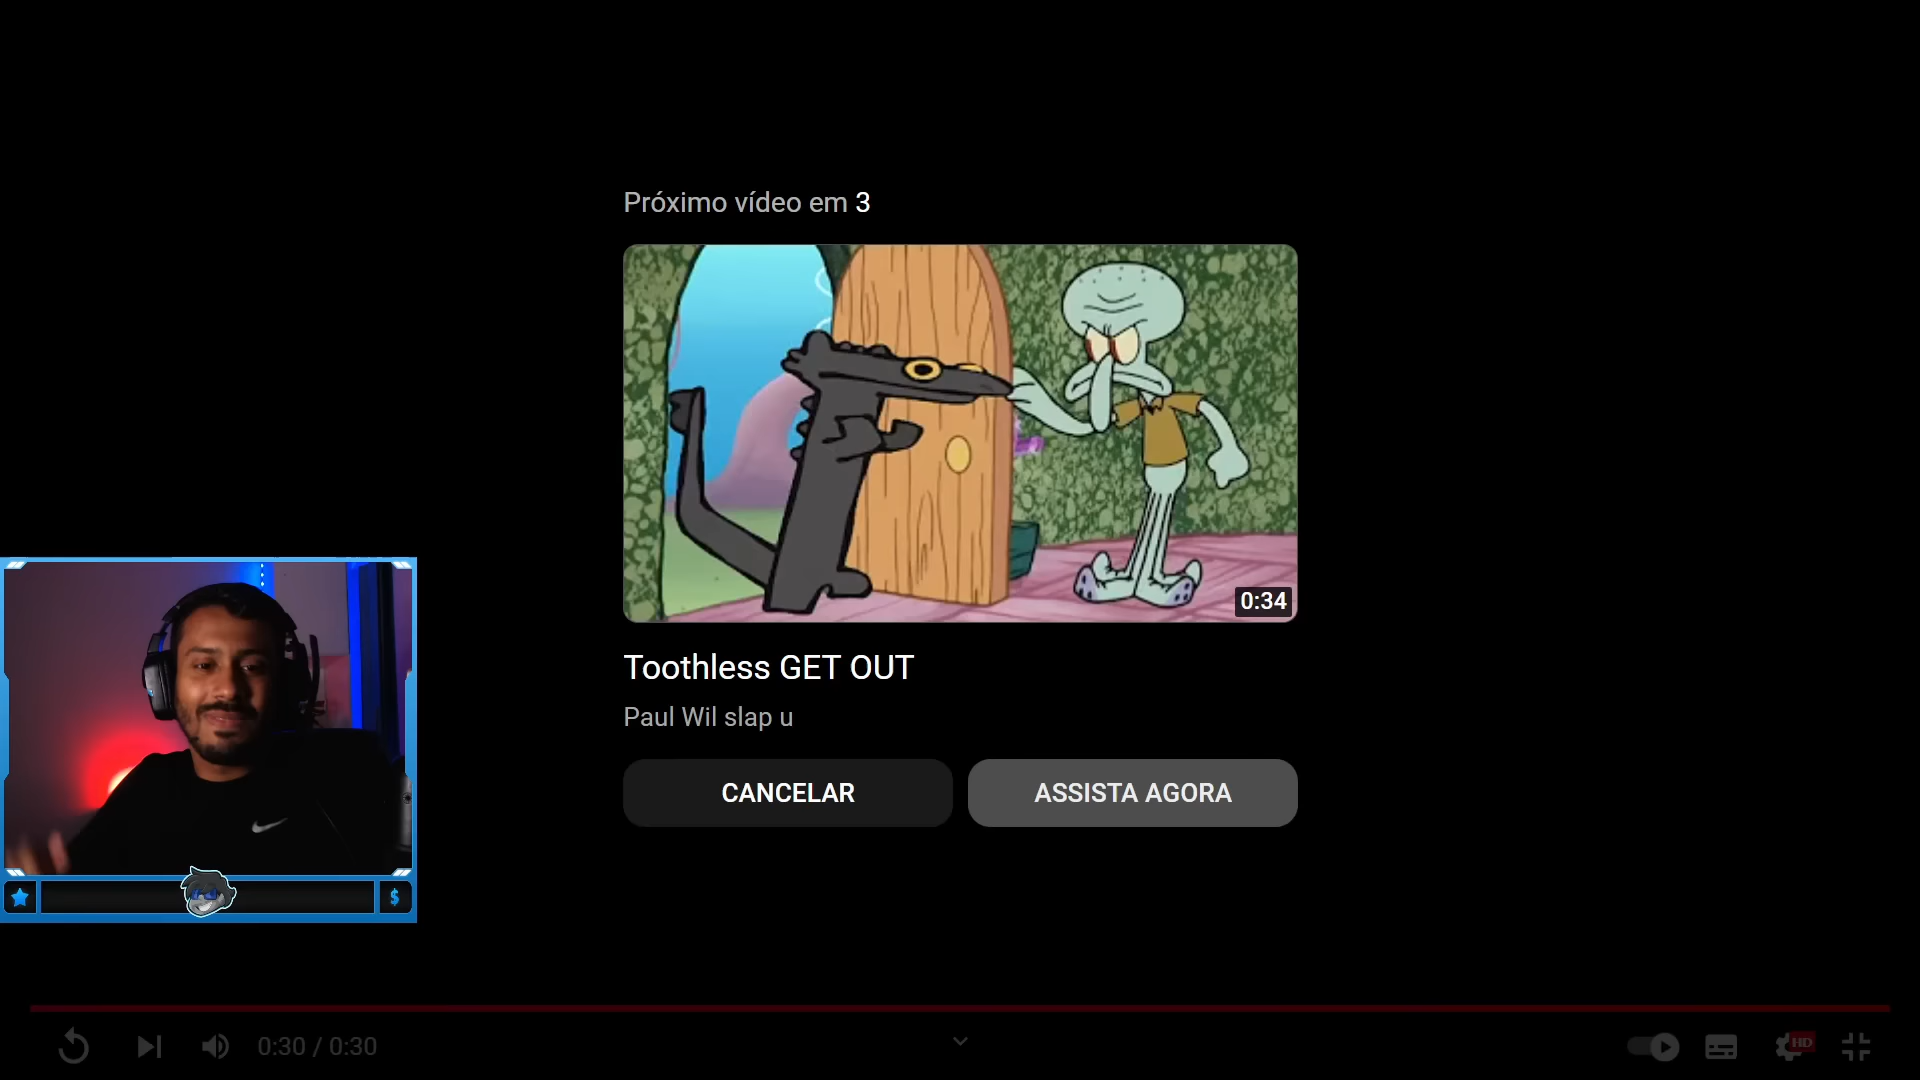 Próximo vídeo em 3
0:34
Toothless GET OUT
Paul Wil slap u
CANCELAR
ASSISTA AGORA
$
0:30 / 0:30
HD